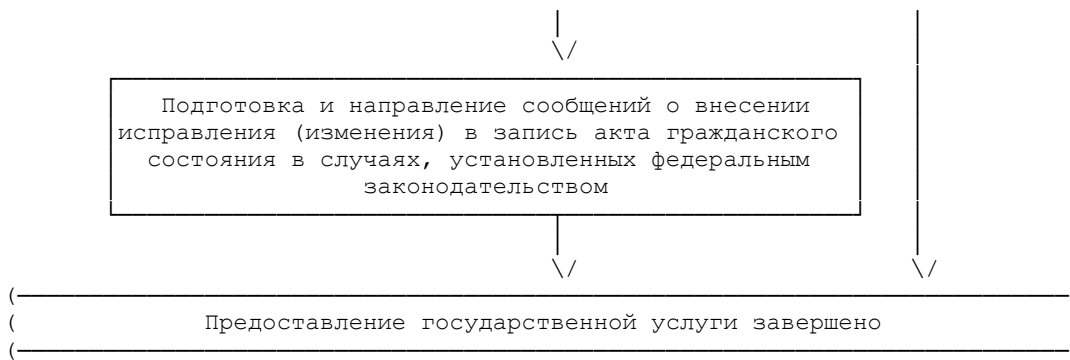 Подготовка и направление сообщений о внесении
исправления (изменения) в запись акта гражданского
состояния в случаях, установленных федеральным
законодательством
Предоставление государственной услуги завершено